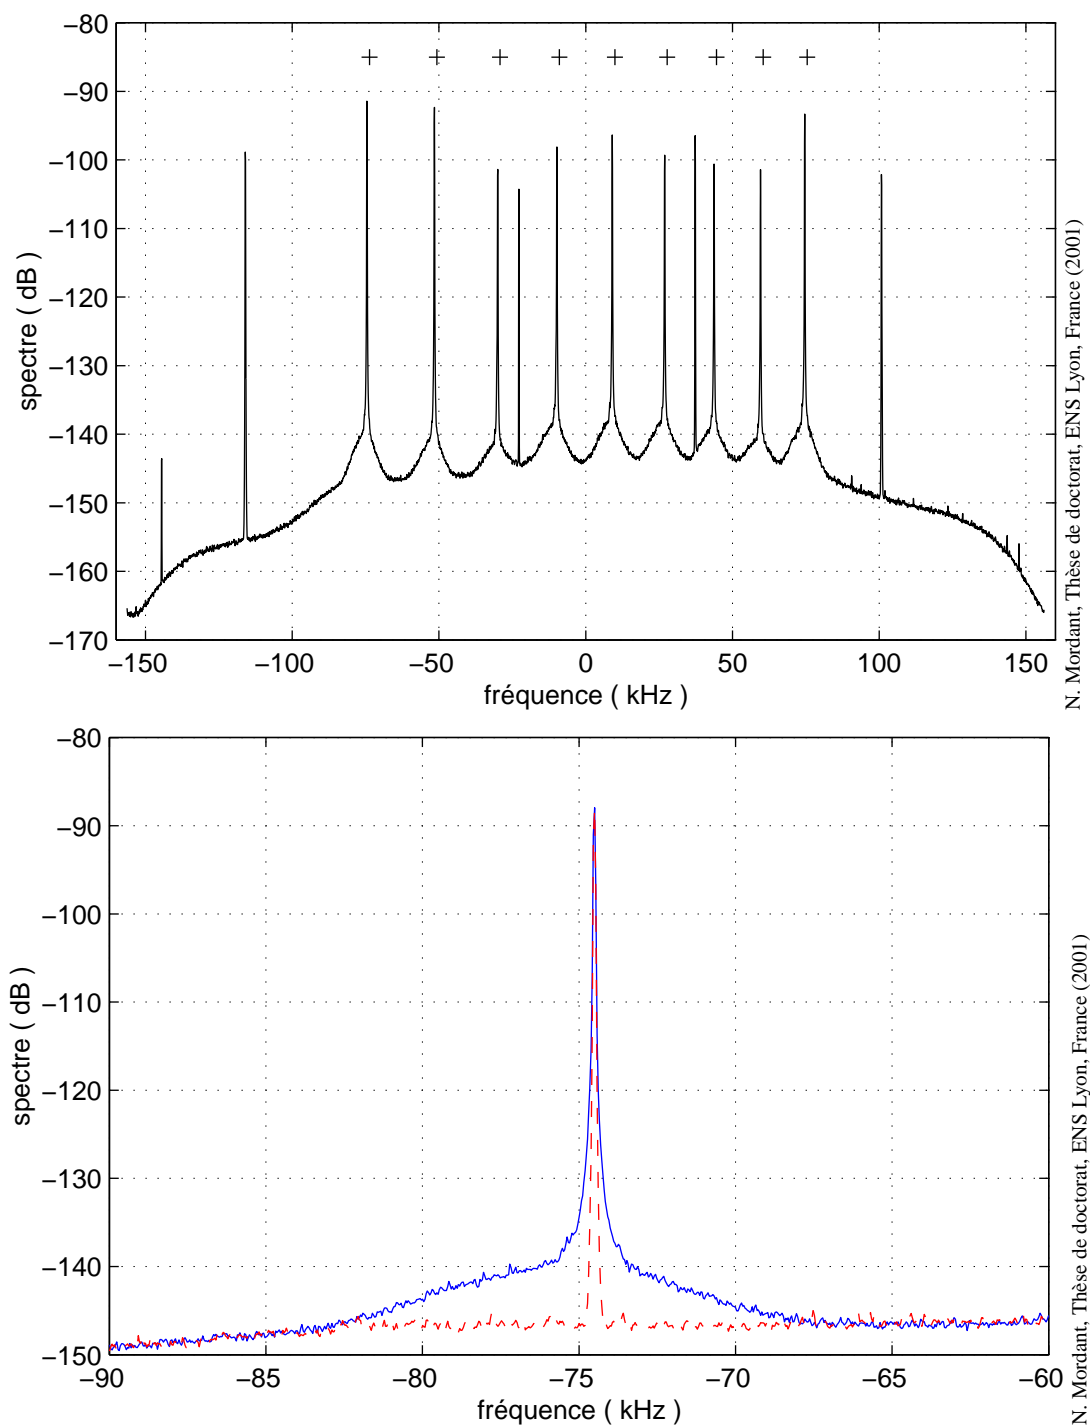 −80
−90
−100
−110
−120
−130
−140
−150
−160
−170
spectre ( dB )
−150 −100 −50 0 50 100 150
fréquence ( kHz )
N. Mordant, Thèse de doctorat, ENS Lyon, France (2001)
−80
−90
−100
−110
−120
−130
−140
−150
spectre ( dB )
−90 −85 −80 −75 −70 −65 −60
fréquence ( kHz )
N. Mordant, Thèse de doctorat, ENS Lyon, France (2001)